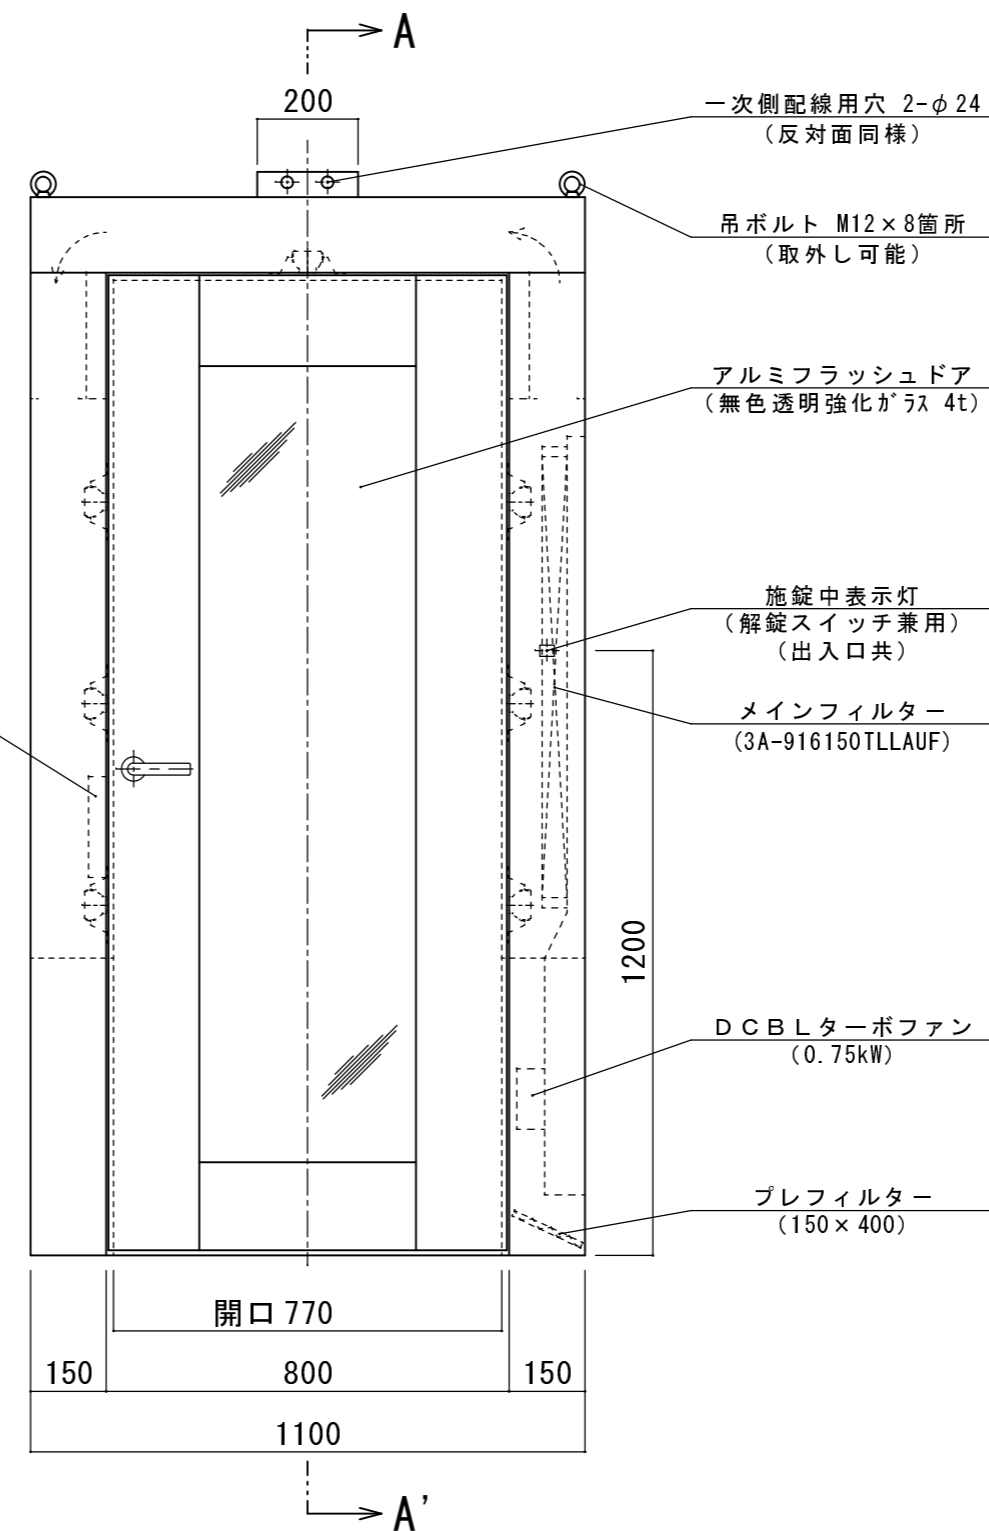 A
200
一次側配線用穴 2-φ24
(反対面同様)
吊ボルト M12×8箇所
(取外し可能)
アルミフラッシュドア
(無色透明強化ガラス 4t)
施錠中表示灯
(解錠スイッチ兼用)
(出入口共)
メインフィルター
(3A-916150TLLAUF)
1200
DCBLターボファン
(0.75kW)
プレフィルター
(150×400)
開口 770
150
800
150
1100
A'